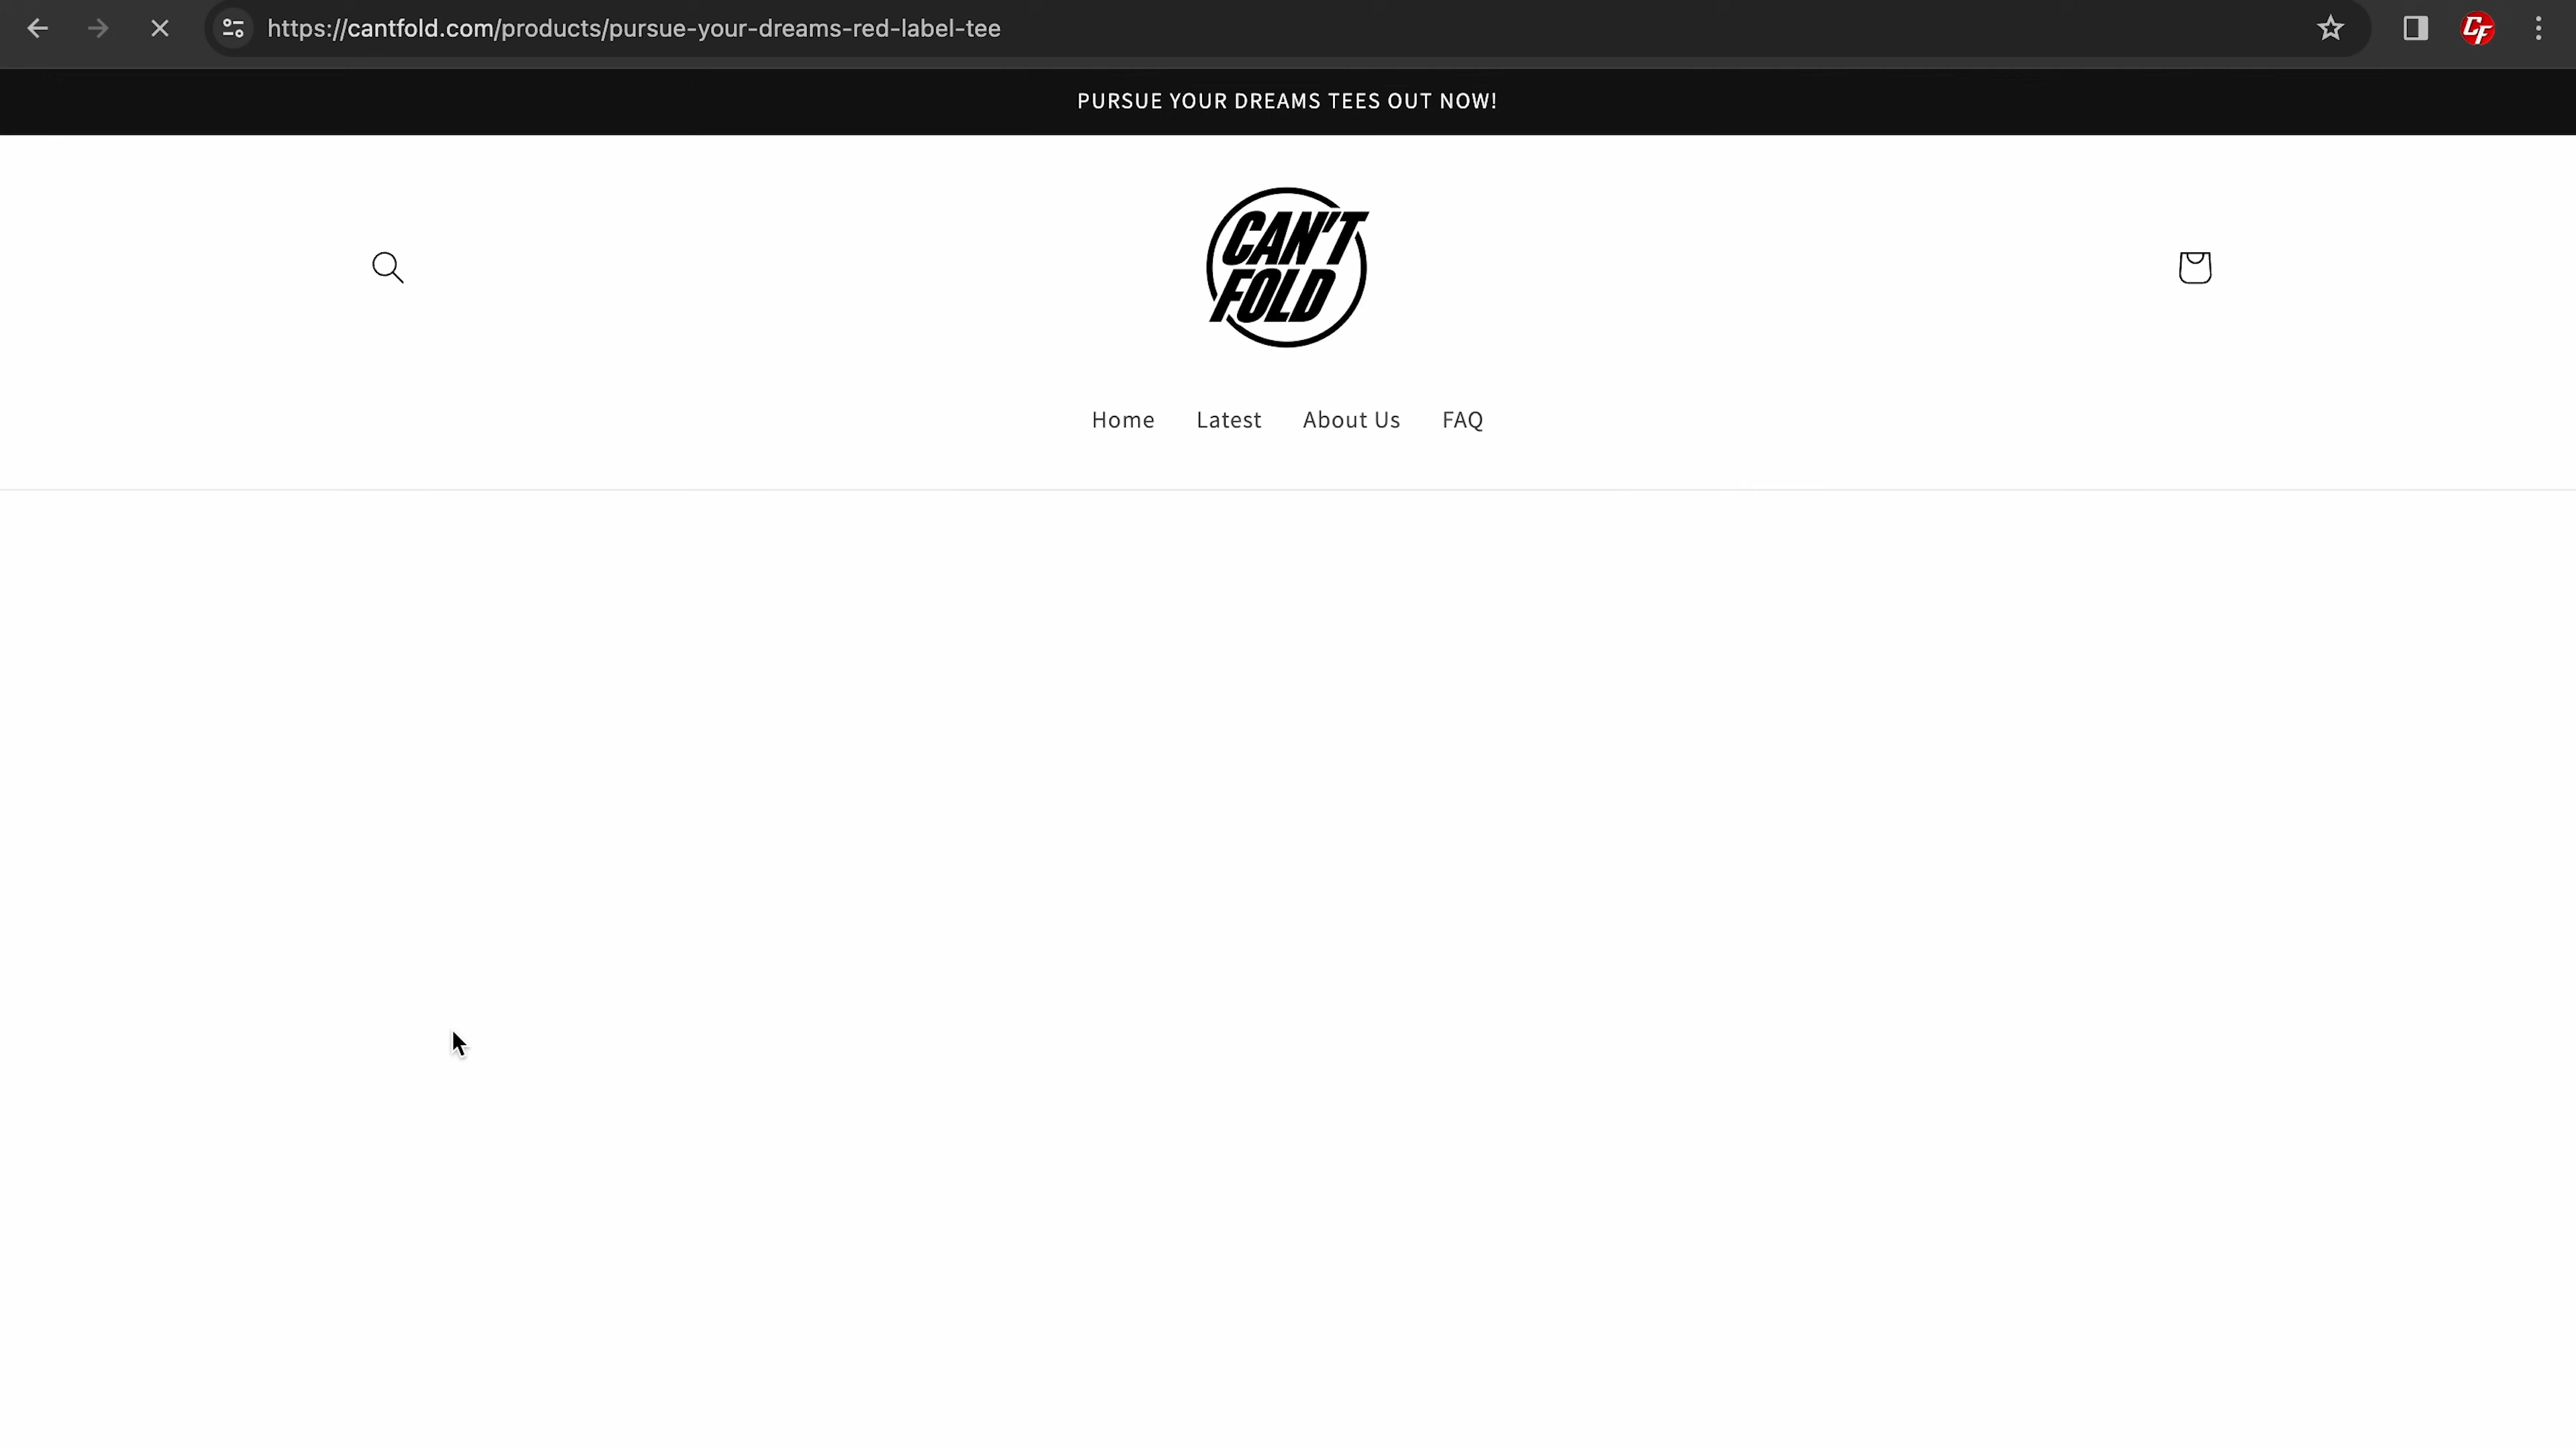 https://cantfold.com/products/pursue-your-dreams-red-label-tee
CF
PURSUE YOUR DREAMS TEES OUT NOW!
CAN'T
FOLD
Home Latest About Us FAQ